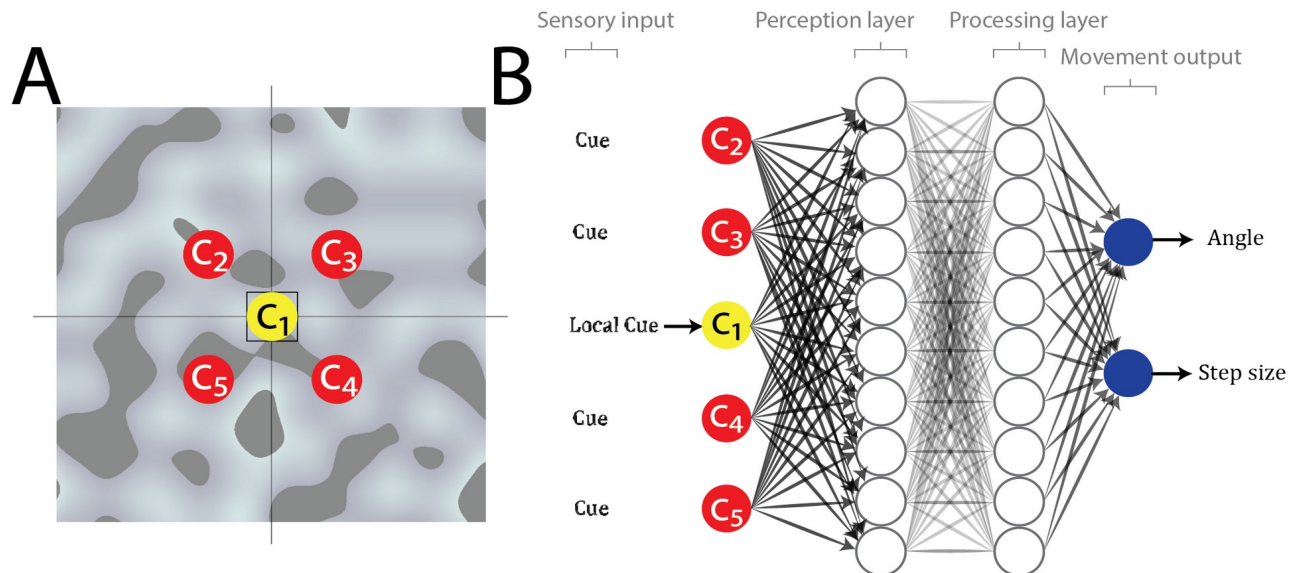 A
B
Sensory input
Perception layer
Processing layer
Movement output
C2
C3
C1
C5
C4
Cue
C2
Cue
C3
Local Cue
C1
Cue
C4
Cue
C5
Angle
Step size